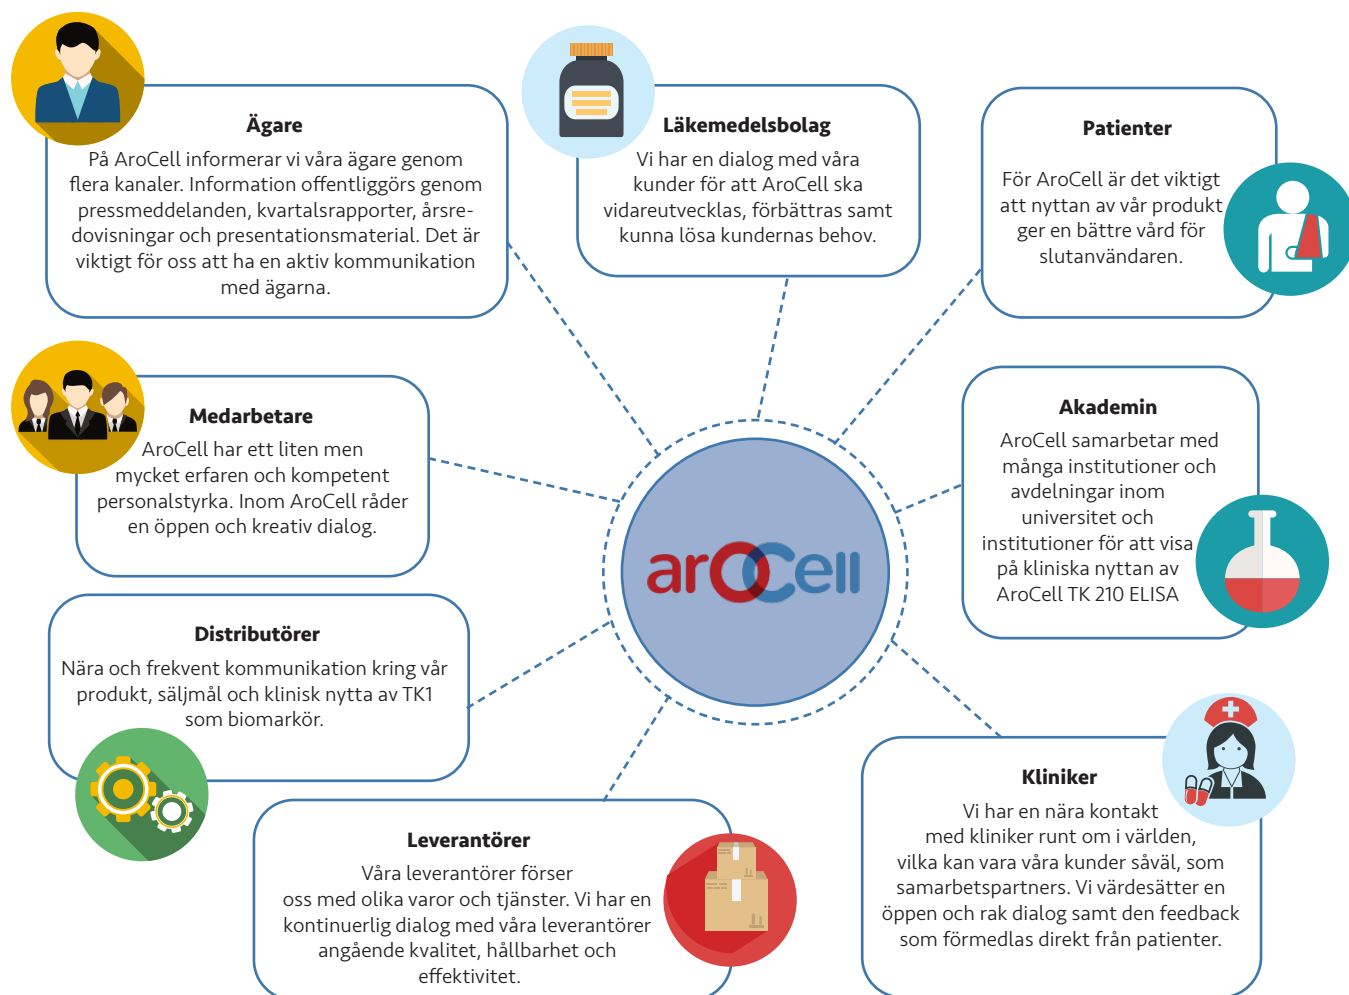 Ägare
På AroCell informerar vi våra ägare genom
flera kanaler. Information offentliggörs genom
pressmeddelanden, kvartalsrapporter, årsre-
dovisningar och presentationsmaterial. Det är
viktigt för oss att ha en aktiv kommunikation
med ägarna.
Läkemedelsbolag
Vi har en dialog med våra
kunder för att AroCell ska
vidareutvecklas, förbättras samt
kunna lösa kundernas behov.
Patienter
För AroCell är det viktigt
att nyttan av vår produkt
ger en bättre vård för
slutanvändaren.
Medarbetare
AroCell har ett liten men
mycket erfaren och kompetent
personalstyrka. Inom AroCell råder
en öppen och kreativ dialog.
arOCell
Akademin
AroCell samarbetar med
många institutioner och
avdelningar inom
universitet och
institutioner för att visa
på kliniska nyttan av
AroCell TK 210 ELISA
Distributörer
Nära och frekvent kommunikation kring vår
produkt, säljmål och klinisk nytta av TK1
som biomarkör.
Leverantörer
Våra leverantörer förser
oss med olika varor och tjänster. Vi har en
kontinuerlig dialog med våra leverantörer
angående kvalitet, hållbarhet och
effektivitet.
Kliniker
Vi har en nära kontakt
med kliniker runt om i världen,
vilka kan vara våra kunder såväl, som
samarbetspartners. Vi värdesätter en
öppen och rak dialog samt den feedback
som förmedlas direkt från patienter.